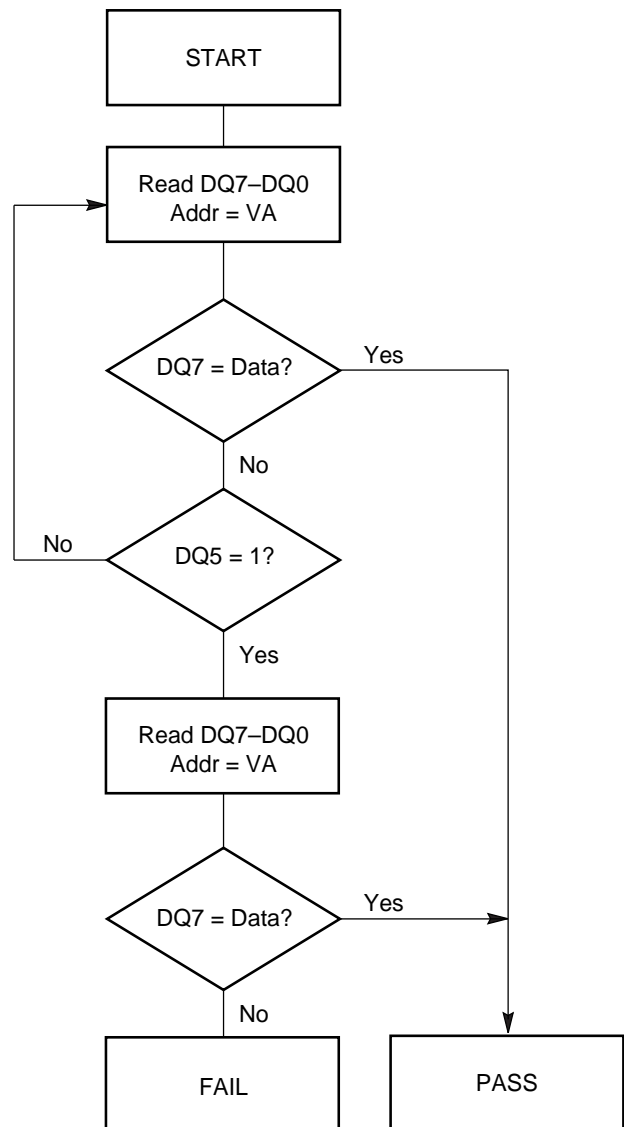 START
Read DQ7–DQ0
Addr = VA
DQ7 = Data?
Yes
No
No
DQ5 = 1?
Yes
Read DQ7–DQ0
Addr = VA
DQ7 = Data?
Yes
No
FAIL
PASS